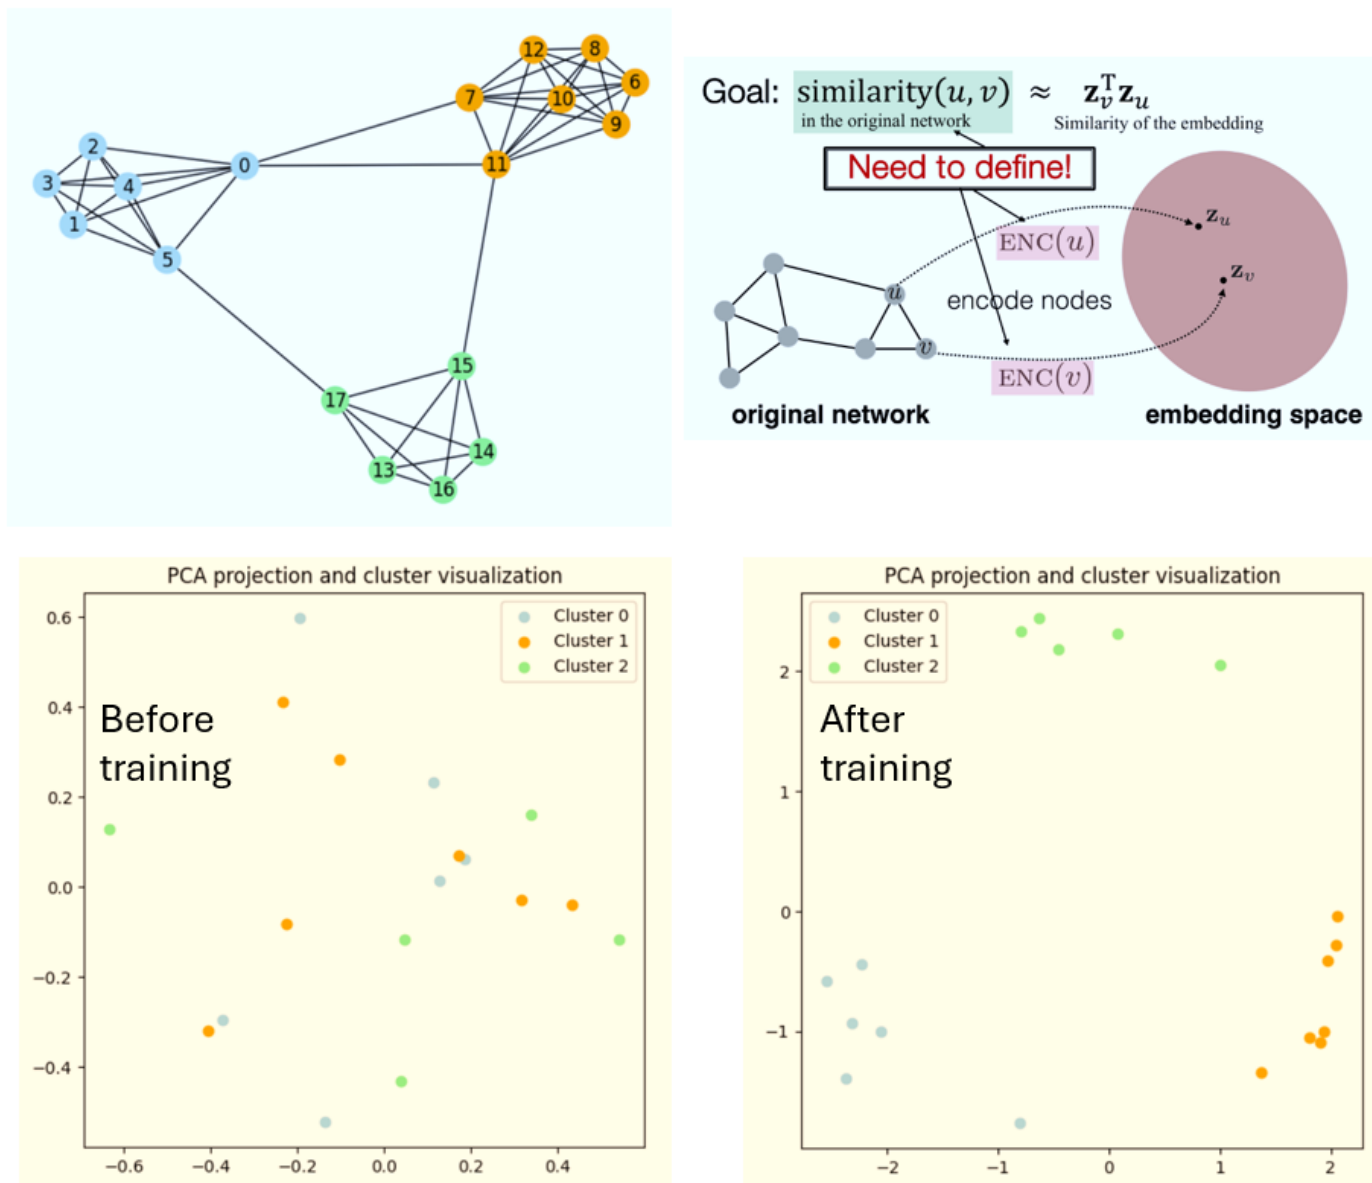 12
8
6
7
10
9
11
2
0
3
4
1
5
15
17
14
13
16
Goal: similarity(u, v) ≈ z_v^T z_u
in the original network
Similarity of the embedding
Need to define!
z_u
ENC(u)
z_v
u
encode nodes
v
ENC(v)
original network
embedding space
PCA projection and cluster visualization
Cluster 0
Cluster 1
Cluster 2
Before
training
0.6
0.4
0.2
0.0
−0.2
−0.4
−0.6
−0.4
−0.2
0.0
0.2
0.4
PCA projection and cluster visualization
Cluster 0
Cluster 1
Cluster 2
After
training
2
1
0
−1
−2
−1
0
1
2